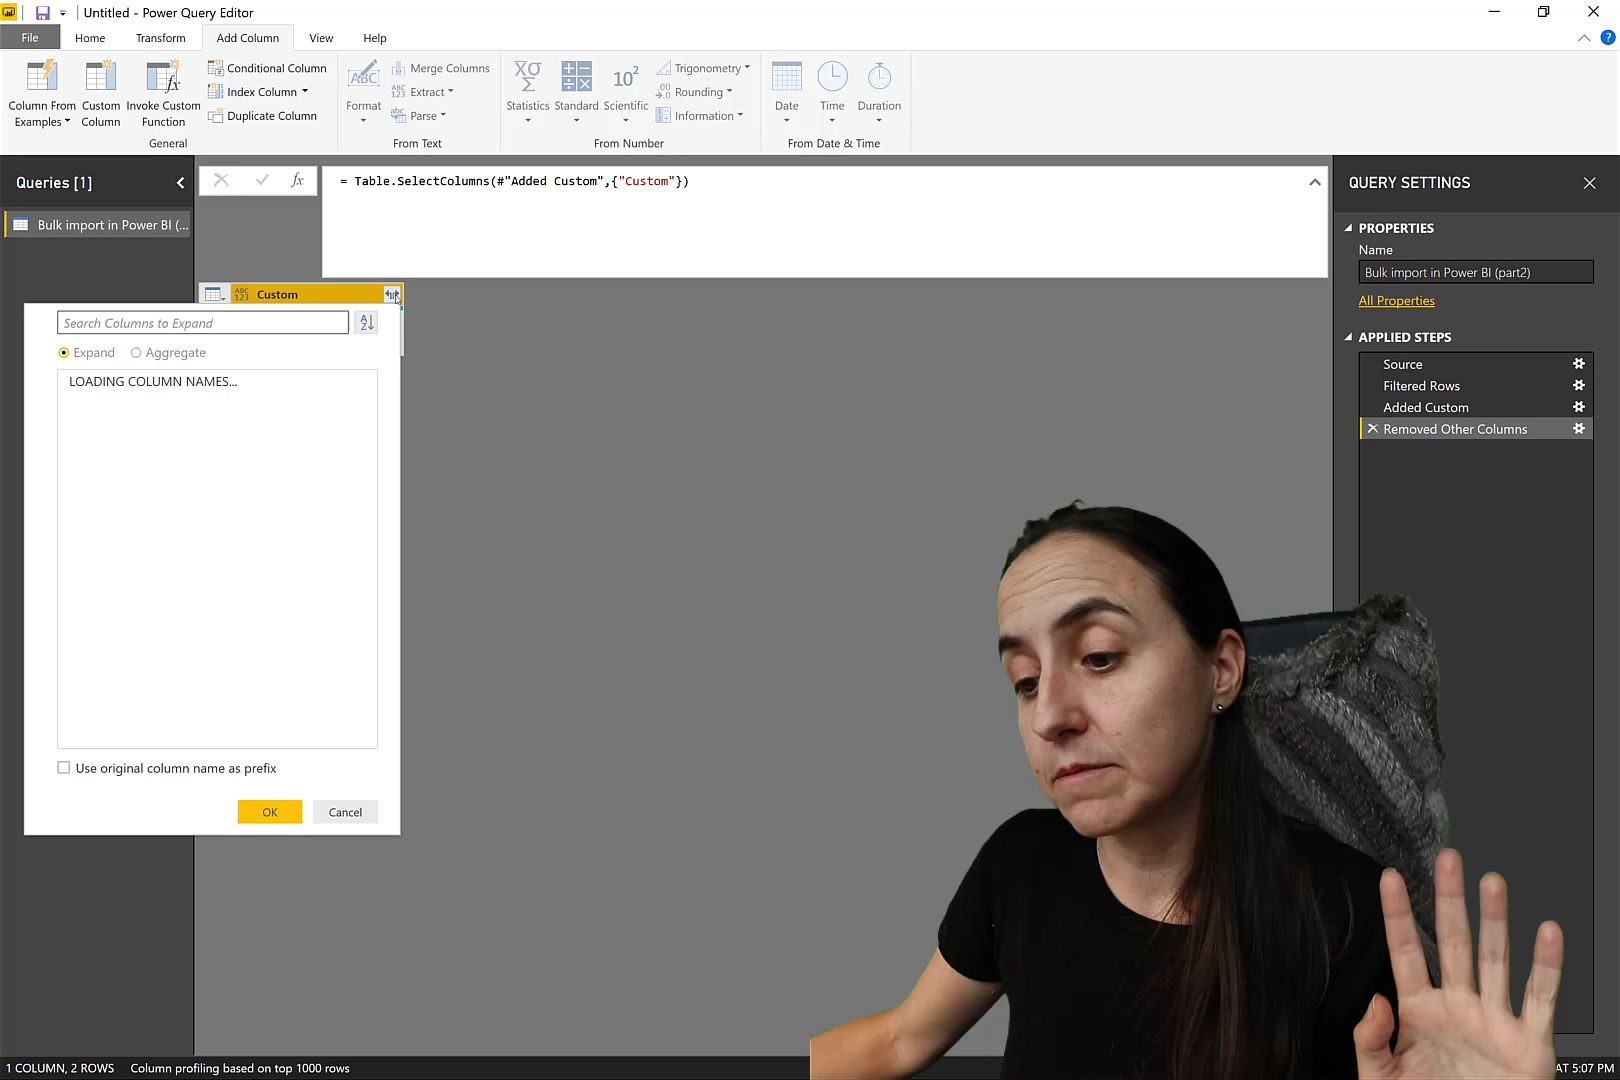 Untitled - Power Query Editor
File
Home
Transform
Add Column
View
Help
Column From
Examples
Custom
Column
Invoke Custom
Function
Conditional Column
Index Column
Duplicate Column
General
Format
Merge Columns
Extract
Parse
From Text
Statistics
Standard
Scientific
Trigonometry
Rounding
Information
From Number
Date
Time
Duration
From Date & Time
Queries [1]
Bulk import in Power BI (...
= Table.SelectColumns(#"Added Custom",{"Custom"})
Custom
Search Columns to Expand
Expand
Aggregate
LOADING COLUMN NAMES...
Use original column name as prefix
OK
Cancel
QUERY SETTINGS
PROPERTIES
Name
Bulk import in Power BI (part2)
All Properties
APPLIED STEPS
Source
Filtered Rows
Added Custom
Removed Other Columns
1 COLUMN, 2 ROWS
Column profiling based on top 1000 rows
AT 5:07 PM